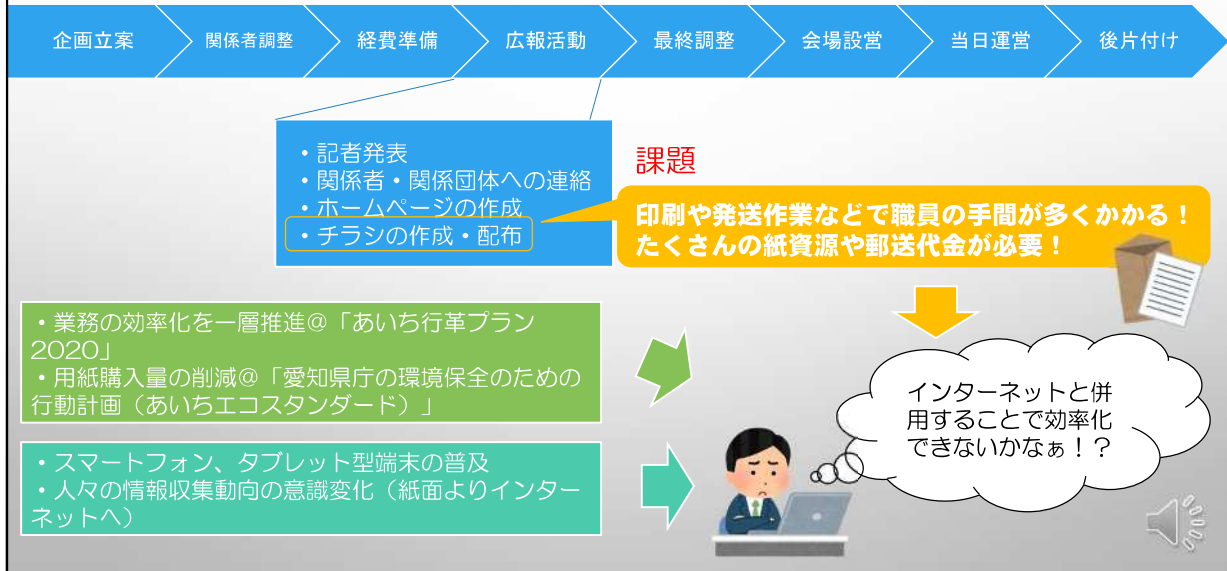 企画立案
関係者調整
経費準備
広報活動
最終調整
会場設営
当日運営
後片付け
・記者発表
・関係者・関係団体への連絡
・ホームページの作成
・チラシの作成・配布
課題
印刷や発送作業などで職員の手間が多くかかる！
たくさんの紙資源や郵送代金が必要！
・業務の効率化を一層推進＠「あいち行革プラン
2020」
・用紙購入量の削減＠「愛知県庁の環境保全のための
行動計画（あいちエコスタンダード）」
・スマートフォン、タブレット型端末の普及
・人々の情報収集動向の意識変化（紙面よりインター
ネットへ）
インターネットと併
用することで効率化
できないかなぁ！？